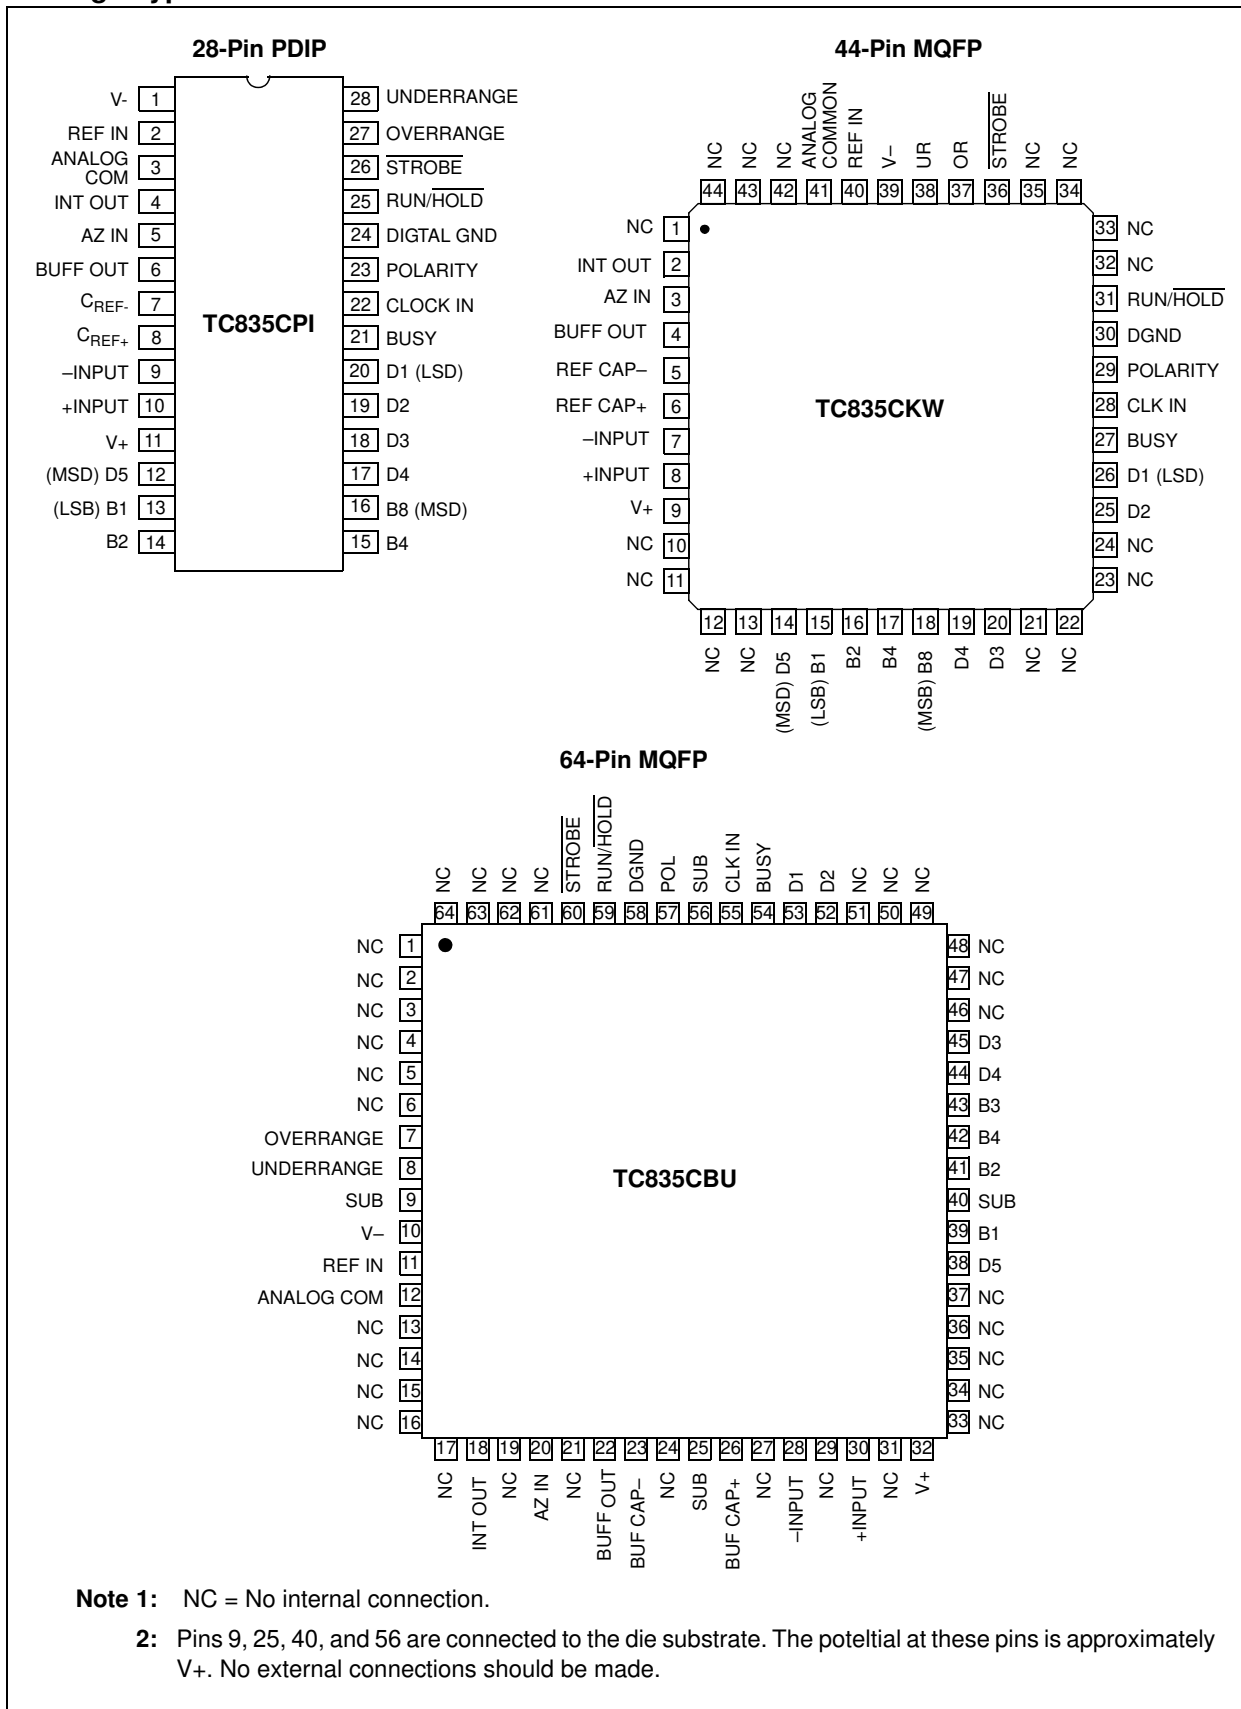 28-Pin PDIP
V- 1
REF IN 2
ANALOG
COM 3
INT OUT 4
AZ IN 5
BUFF OUT 6
CREF- 7
CREF+ 8
–INPUT 9
+INPUT 10
V+ 11
(MSD) D5 12
(LSB) B1 13
B2 14
TC835CPI
28 UNDERRANGE
27 OVERRANGE
26 STROBE
25 RUN/HOLD
24 DIGTAL GND
23 POLARITY
22 CLOCK IN
21 BUSY
20 D1 (LSD)
19 D2
18 D3
17 D4
16 B8 (MSD)
15 B4
44-Pin MQFP
NC
NC
NC
ANALOG
COMMON
REF IN
V–
UR
OR
STROBE
NC
NC
44 43 42 41 40 39 38 37 36 35 34
NC 1
INT OUT 2
AZ IN 3
BUFF OUT 4
REF CAP– 5
REF CAP+ 6
–INPUT 7
+INPUT 8
V+ 9
NC 10
NC 11
TC835CKW
33 NC
32 NC
31 RUN/HOLD
30 DGND
29 POLARITY
28 CLK IN
27 BUSY
26 D1 (LSD)
25 D2
24 NC
23 NC
12 13 14 15 16 17 18 19 20 21 22
NC
NC
(MSD) D5
(LSB) B1
B2
B4
(MSB) B8
D4
D3
NC
NC
64-Pin MQFP
NC
NC
NC
NC
STROBE
RUN/HOLD
DGND
POL
SUB
CLK IN
BUSY
D1
D2
NC
NC
NC
64 63 62 61 60 59 58 57 56 55 54 53 52 51 50 49
NC 1
NC 2
NC 3
NC 4
NC 5
NC 6
OVERRANGE 7
UNDERRANGE 8
SUB 9
V– 10
REF IN 11
ANALOG COM 12
NC 13
NC 14
NC 15
NC 16
TC835CBU
48 NC
47 NC
46 NC
45 D3
44 D4
43 B3
42 B4
41 B2
40 SUB
39 B1
38 D5
37 NC
36 NC
35 NC
34 NC
33 NC
17 18 19 20 21 22 23 24 25 26 27 28 29 30 31 32
NC
INT OUT
NC
AZ IN
NC
BUFF OUT
BUF CAP–
NC
SUB
BUF CAP+
NC
–INPUT
NC
+INPUT
NC
V+
Note 1: NC = No internal connection.
2: Pins 9, 25, 40, and 56 are connected to the die substrate. The poteltial at these pins is approximately
V+. No external connections should be made.